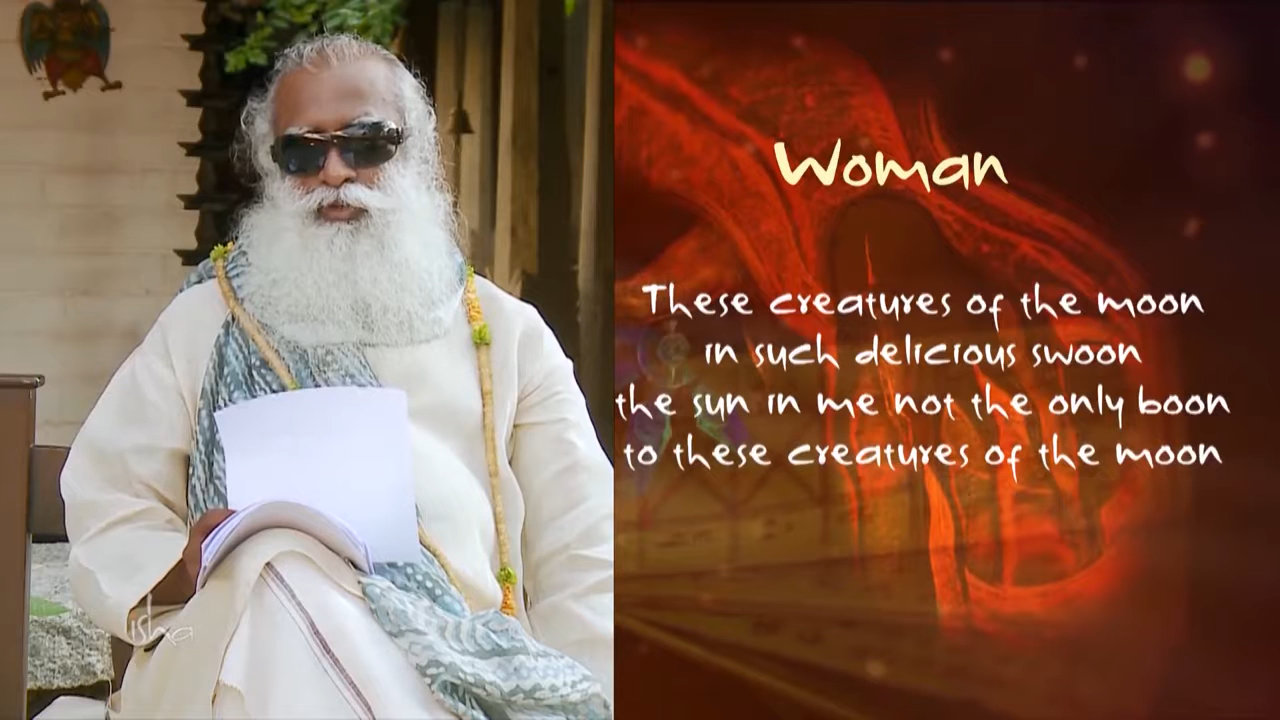 Woman
These creatures of the moon
in such delicious swoon
the sun in me not the only boon
to these creatures of the moon
Isha